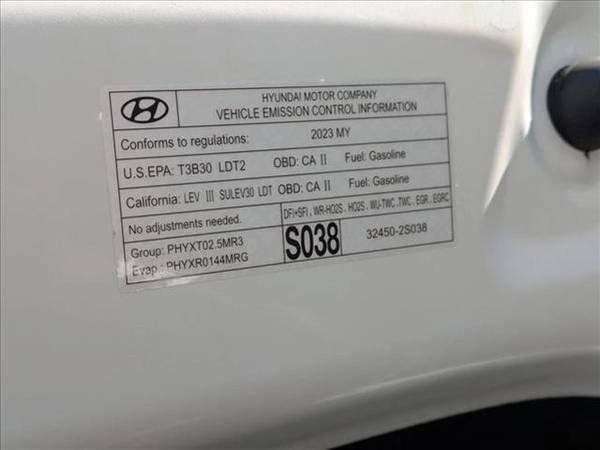 HYUNDAI MOTOR COMPANY
VEHICLE EMISSION CONTROL INFORMATION
Conforms to regulations: 2023 MY
U.S.EPA: T3B30 LDT2 OBD: CA II Fuel: Gasoline
California: LEV III SULEV30 LDT OBD: CA II Fuel: Gasoline
No adjustments needed.
DFI+SFI , WR-HO2S , HO2S , WU-TWC , TWC , EGR , EGRC
Group: PHYXT02.5MR3
Evap.: PHYXR0144MRG
S038
32450-2S038